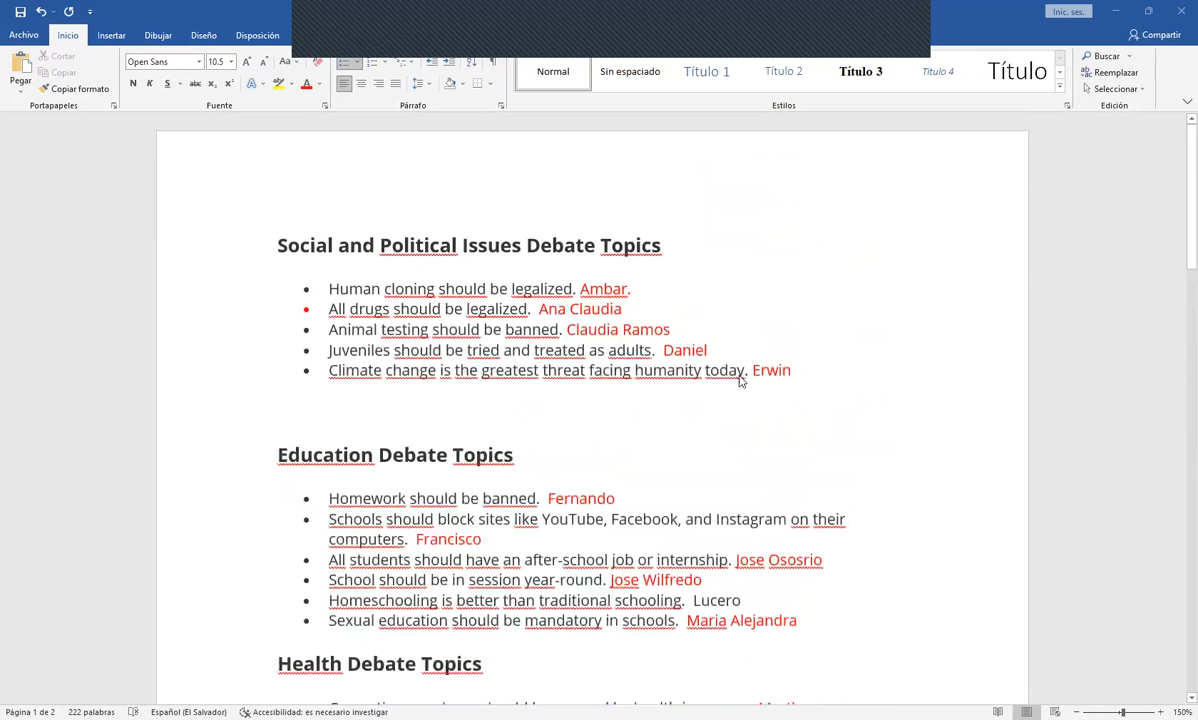 Inic. ses.
Archivo Inicio Insertar Dibujar Diseño Disposición Compartir
Pegar Cortar Copiar Copiar formato
Open Sans 10.5 Aa
N K S abc x₂ x² A A
Normal Sin espaciado Título 1 Título 2 Título 3 Título 4 Título
Buscar Reemplazar Seleccionar
Portapapeles Fuente Párrafo Estilos Edición
Social and Political Issues Debate Topics
• Human cloning should be legalized. Ambar.
• All drugs should be legalized. Ana Claudia
• Animal testing should be banned. Claudia Ramos
• Juveniles should be tried and treated as adults. Daniel
• Climate change is the greatest threat facing humanity today. Erwin
Education Debate Topics
• Homework should be banned. Fernando
• Schools should block sites like YouTube, Facebook, and Instagram on their
computers. Francisco
• All students should have an after-school job or internship. Jose Ososrio
• School should be in session year-round. Jose Wilfredo
• Homeschooling is better than traditional schooling. Lucero
• Sexual education should be mandatory in schools. Maria Alejandra
Health Debate Topics
Página 1 de 2 222 palabras Español (El Salvador) Accesibilidad: es necesario investigar 150%